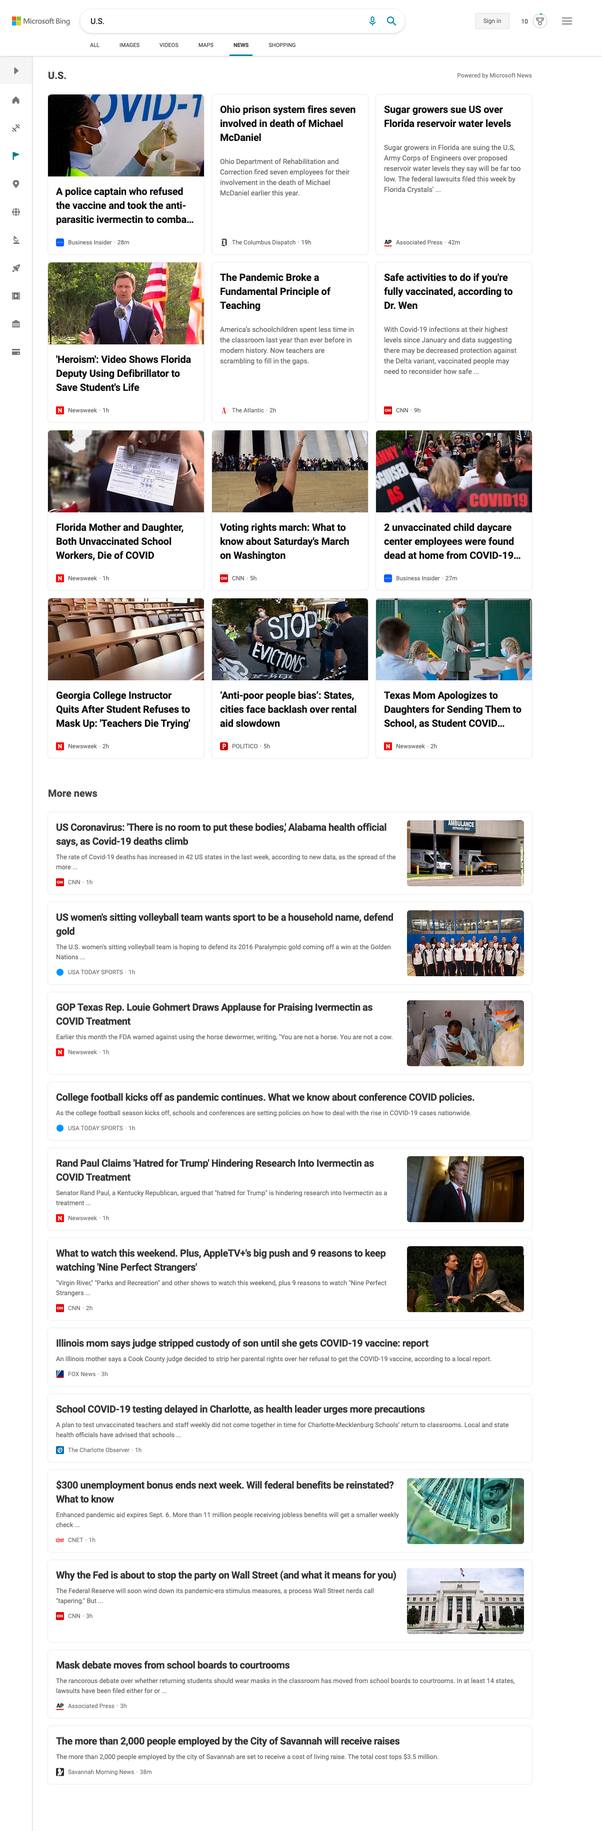 Microsoft Bing
U.S.
Sign in
10
ALL
IMAGES
VIDEOS
MAPS
NEWS
SHOPPING
U.S.
Powered by Microsoft News
OVID-1
A police captain who refused
the vaccine and took the anti-
parasitic ivermectin to comba...
Business Insider · 28m
Ohio prison system fires seven
involved in death of Michael
McDaniel
Ohio Department of Rehabilitation and
Correction fired seven employees for their
involvement in the death of Michael
McDaniel earlier this year.
The Columbus Dispatch · 19h
Sugar growers sue US over
Florida reservoir water levels
Sugar growers in Florida are suing the U.S,
Army Corps of Engineers over proposed
reservoir water levels they say will be far too
low. The federal lawsuits filed this week by
Florida Crystals' ...
AP Associated Press · 42m
'Heroism': Video Shows Florida
Deputy Using Defibrillator to
Save Student's Life
N Newsweek · 1h
The Pandemic Broke a
Fundamental Principle of
Teaching
America's schoolchildren spent less time in
the classroom last year than ever before in
modern history. Now teachers are
scrambling to fill in the gaps.
The Atlantic · 2h
Safe activities to do if you're
fully vaccinated, according to
Dr. Wen
With Covid-19 infections at their highest
levels since January and data suggesting
there may be decreased protection against
the Delta variant, vaccinated people may
need to reconsider how safe ...
CNN · 9h
Florida Mother and Daughter,
Both Unvaccinated School
Workers, Die of COVID
N Newsweek · 1h
Voting rights march: What to
know about Saturday's March
on Washington
CNN · 5h
COVID19
2 unvaccinated child daycare
center employees were found
dead at home from COVID-19...
Business Insider · 27m
Georgia College Instructor
Quits After Student Refuses to
Mask Up: 'Teachers Die Trying'
N Newsweek · 2h
STOP
EVICTIONS
'Anti-poor people bias': States,
cities face backlash over rental
aid slowdown
P POLITICO · 5h
Texas Mom Apologizes to
Daughters for Sending Them to
School, as Student COVID...
N Newsweek · 2h
More news
US Coronavirus: 'There is no room to put these bodies,' Alabama health official
says, as Covid-19 deaths climb
The rate of Covid-19 deaths has increased in 42 US states in the last week, according to new data, as the spread of the
more ...
CNN · 1h
AMBULANCE
US women's sitting volleyball team wants sport to be a household name, defend
gold
The U.S. women's sitting volleyball team is hoping to defend its 2016 Paralympic gold coming off a win at the Golden
Nations ...
USA TODAY SPORTS · 1h
GOP Texas Rep. Louie Gohmert Draws Applause for Praising Ivermectin as
COVID Treatment
Earlier this month the FDA warned against using the horse dewormer, writing, "You are not a horse. You are not a cow.
N Newsweek · 1h
College football kicks off as pandemic continues. What we know about conference COVID policies.
As the college football season kicks off, schools and conferences are setting policies on how to deal with the rise in COVID-19 cases nationwide.
USA TODAY SPORTS · 1h
Rand Paul Claims 'Hatred for Trump' Hindering Research Into Ivermectin as
COVID Treatment
Senator Rand Paul, a Kentucky Republican, argued that "hatred for Trump" is hindering research into Ivermectin as a
treatment ...
N Newsweek · 1h
What to watch this weekend. Plus, AppleTV+'s big push and 9 reasons to keep
watching 'Nine Perfect Strangers'
"Virgin River," "Parks and Recreation" and other shows to watch this weekend, plus 9 reasons to watch "Nine Perfect
Strangers ...
CNN · 2h
Illinois mom says judge stripped custody of son until she gets COVID-19 vaccine: report
An Illinois mother says a Cook County judge decided to strip her parental rights over her refusal to get the COVID-19 vaccine, according to a local report.
FOX News · 3h
School COVID-19 testing delayed in Charlotte, as health leader urges more precautions
A plan to test unvaccinated teachers and staff weekly did not come together in time for Charlotte-Mecklenburg Schools' return to classrooms. Local and state
health officials have advised that schools ...
The Charlotte Observer · 1h
$300 unemployment bonus ends next week. Will federal benefits be reinstated?
What to know
Enhanced pandemic aid expires Sept. 6. More than 11 million people receiving jobless benefits will get a smaller weekly
check ...
CNET · 1h
Why the Fed is about to stop the party on Wall Street (and what it means for you)
The Federal Reserve will soon wind down its pandemic-era stimulus measures, a process Wall Street nerds call
"tapering." But ...
CNN · 3h
Mask debate moves from school boards to courtrooms
The rancorous debate over whether returning students should wear masks in the classroom has moved from school boards to courtrooms. In at least 14 states,
lawsuits have been filed either for or ...
AP Associated Press · 3h
The more than 2,000 people employed by the City of Savannah will receive raises
The more than 2,000 people employed by the city of Savannah are set to receive a cost of living raise. The total cost tops $3.5 million.
Savannah Morning News · 38m